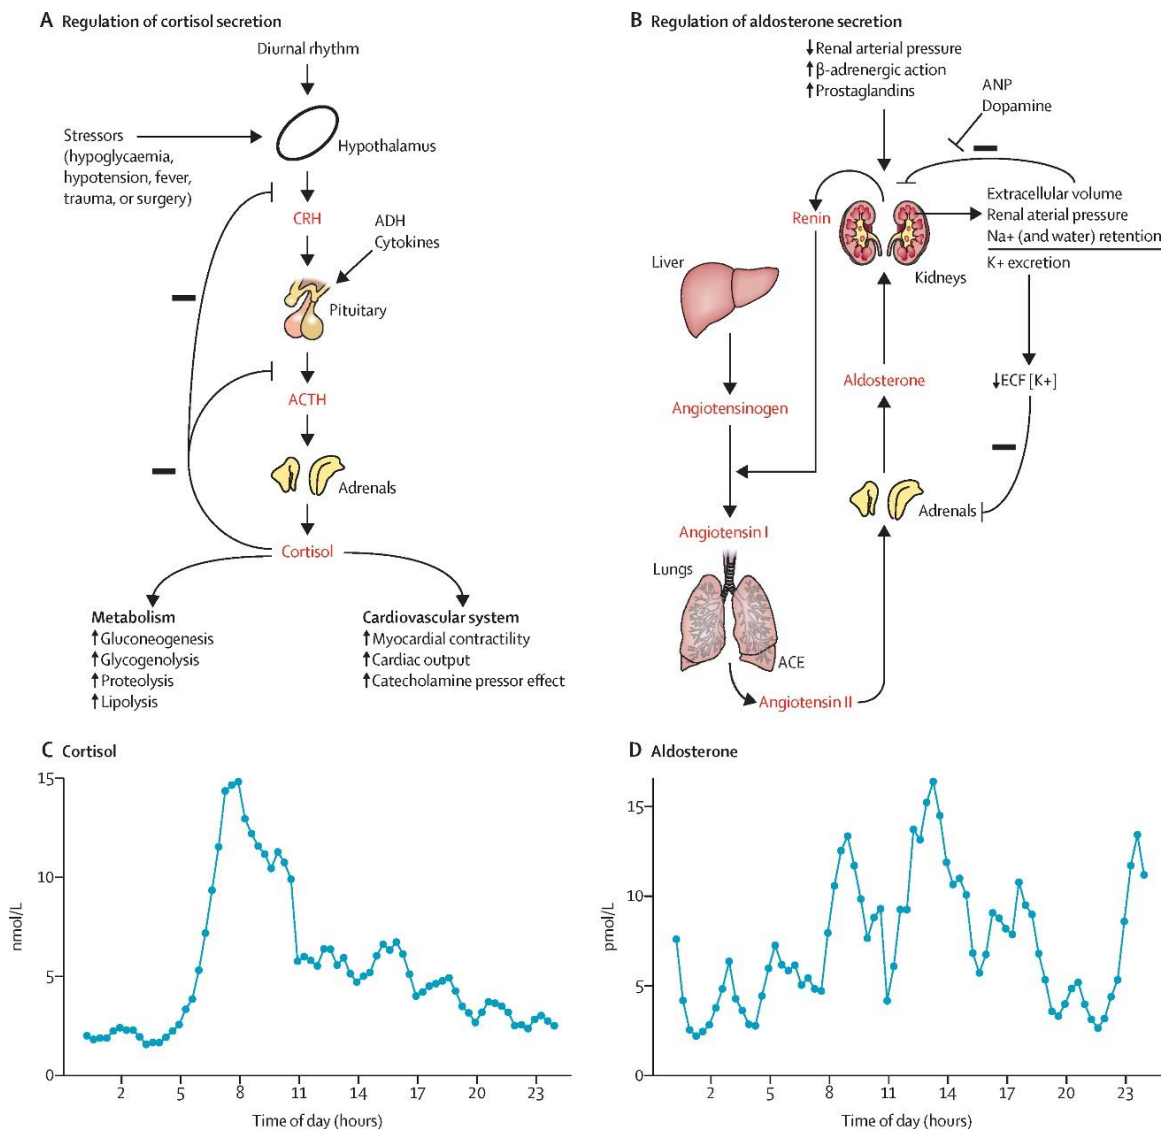 A Regulation of cortisol secretion
Diurnal rhythm
Stressors
(hypoglycaemia,
hypotension, fever,
trauma, or surgery)
Hypothalamus
CRH
ADH
Cytokines
Pituitary
ACTH
Adrenals
Cortisol
Metabolism
↑Gluconeogenesis
↑Glycogenolysis
↑Proteolysis
↑Lipolysis
Cardiovascular system
↑Myocardial contractility
↑Cardiac output
↑Catecholamine pressor effect
B Regulation of aldosterone secretion
↓Renal arterial pressure
↑β-adrenergic action
↑Prostaglandins
ANP
Dopamine
Renin
Extracellular volume
Renal aterial pressure
Na+ (and water) retention
K+ excretion
Liver
Kidneys
Angiotensinogen
Aldosterone
↓ECF [K+]
Angiotensin I
Adrenals
Lungs
ACE
Angiotensin II
C Cortisol
15
10
5
0
nmol/L
2 5 8 11 14 17 20 23
Time of day (hours)
D Aldosterone
15
10
5
0
pmol/L
2 5 8 11 14 17 20 23
Time of day (hours)